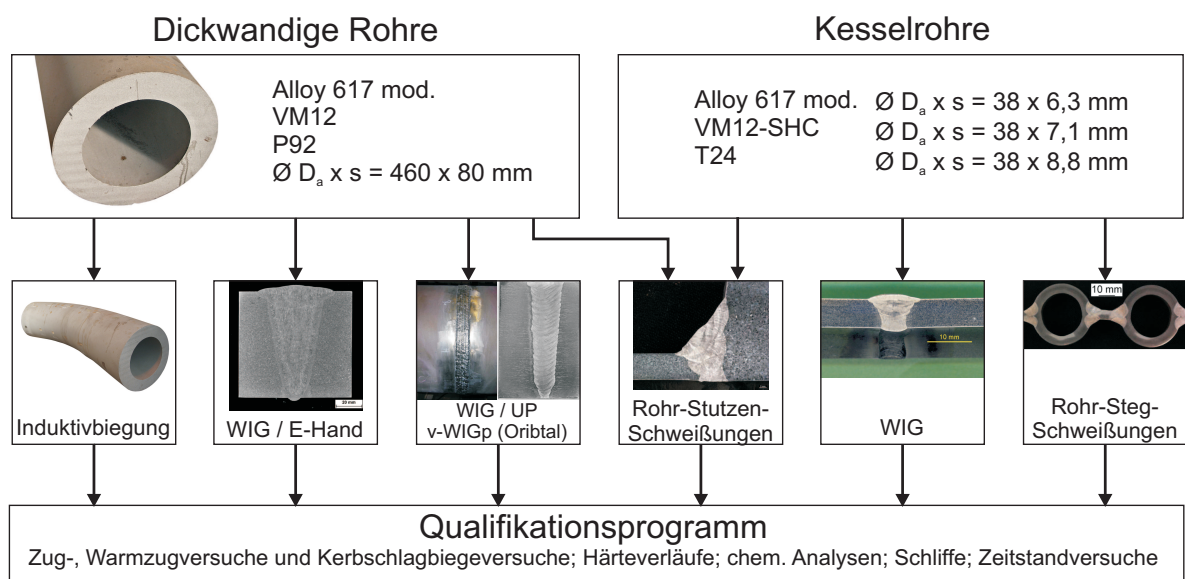 Dickwandige Rohre
Kesselrohre
Alloy 617 mod.
VM12
P92
Ø Da x s = 460 x 80 mm
Alloy 617 mod. Ø Da x s = 38 x 6,3 mm
VM12-SHC Ø Da x s = 38 x 7,1 mm
T24 Ø Da x s = 38 x 8,8 mm
10 mm
10 mm
Induktivbiegung
WIG / E-Hand
WIG / UP
v-WIGp (Oribtal)
Rohr-Stutzen-
Schweißungen
WIG
Rohr-Steg-
Schweißungen
Qualifikationsprogramm
Zug-, Warmzugversuche und Kerbschlagbiegeversuche; Härteverläufe; chem. Analysen; Schliffe; Zeitstandversuche